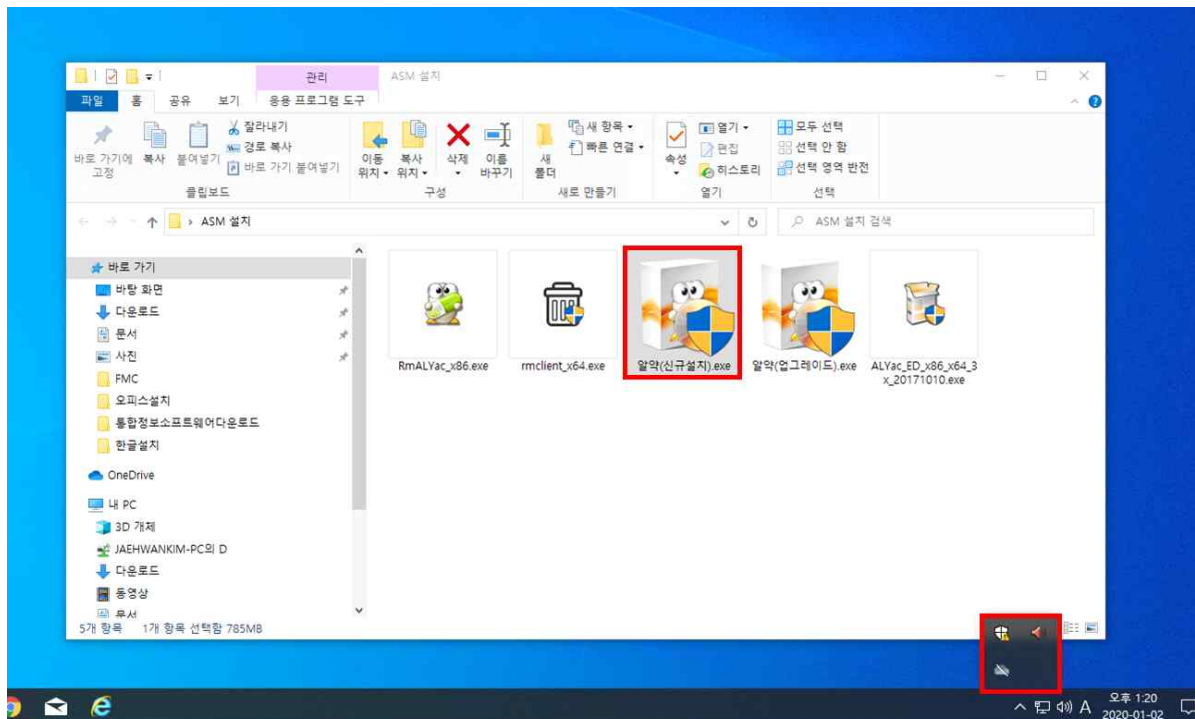 관리
ASM 설치
파일
홈
공유
보기
응용 프로그램 도구
바로 가기에
고정
복사
붙여넣기
잘라내기
경로 복사
바로 가기 붙여넣기
클립보드
이동
위치
복사
위치
삭제
이름
바꾸기
구성
새
폴더
새 항목
빠른 연결
새로 만들기
속성
열기
편집
히스토리
열기
모두 선택
선택 안 함
선택 영역 반전
선택
ASM 설치
ASM 설치 검색
바로 가기
바탕 화면
다운로드
문서
사진
FMC
오피스설치
통합정보소프트웨어다운로드
한글설치
OneDrive
내 PC
3D 개체
JAEHWANKIM-PC의 D
다운로드
동영상
문서
RmALYac_x86.exe
rmclient_x64.exe
알약(신규설치).exe
알약(업그레이드).exe
ALYac_ED_x86_x64_3
x_20171010.exe
5개 항목
1개 항목 선택함 785MB
A
오후 1:20
2020-01-02